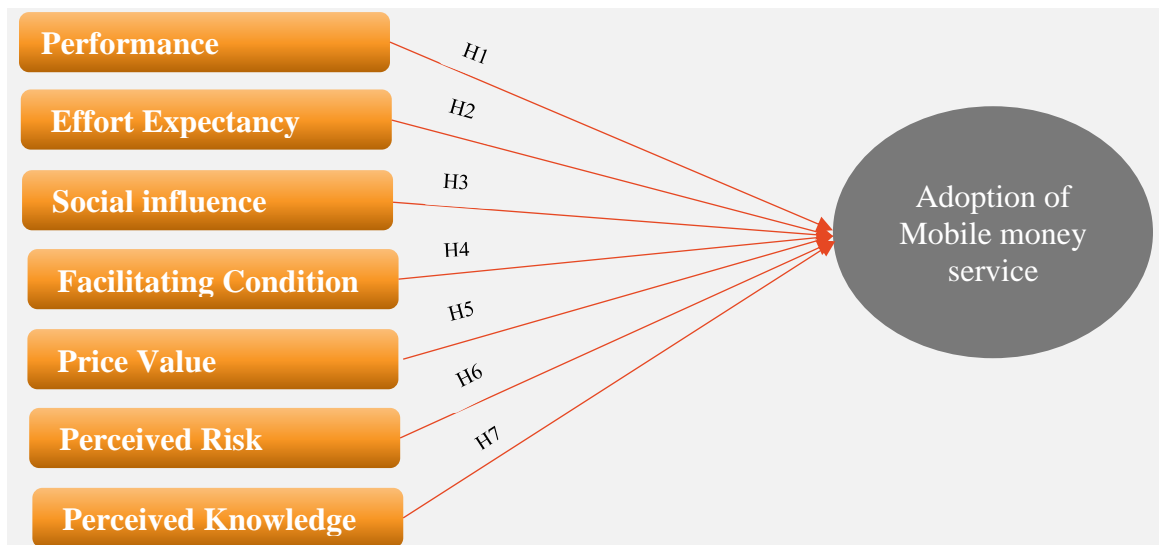 Performance
H1
Effort Expectancy
H2
Social influence
H3
Facilitating Condition
H4
Price Value
H5
Perceived Risk
H6
Perceived Knowledge
H7
Adoption of
Mobile money
service